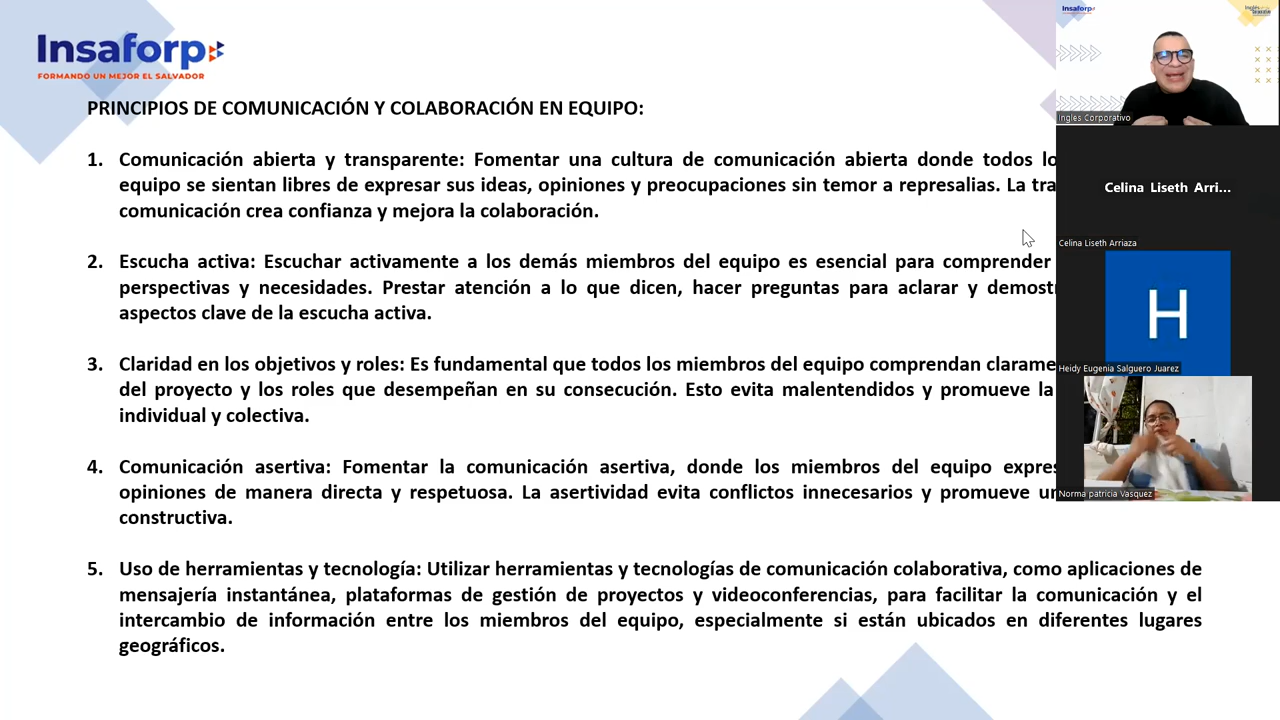 Insaforp
FORMANDO UN MEJOR EL SALVADOR
PRINCIPIOS DE COMUNICACIÓN Y COLABORACIÓN EN EQUIPO:
1. Comunicación abierta y transparente: Fomentar una cultura de comunicación abierta donde todos
equipo se sientan libres de expresar sus ideas, opiniones y preocupaciones sin temor a represalias. La
comunicación crea confianza y mejora la colaboración.
2. Escucha activa: Escuchar activamente a los demás miembros del equipo es esencial para comprender
perspectivas y necesidades. Prestar atención a lo que dicen, hacer preguntas para aclarar y
aspectos clave de la escucha activa.
3. Claridad en los objetivos y roles: Es fundamental que todos los miembros del equipo comprendan
del proyecto y los roles que desempeñan en su consecución. Esto evita malentendidos y promueve la
individual y colectiva.
4. Comunicación asertiva: Fomentar la comunicación asertiva, donde los miembros del equipo
opiniones de manera directa y respetuosa. La asertividad evita conflictos innecesarios y promueve
constructiva.
5. Uso de herramientas y tecnología: Utilizar herramientas y tecnologías de comunicación colaborativa, como aplicaciones de
mensajería instantánea, plataformas de gestión de proyectos y videoconferencias, para facilitar la comunicación y el
intercambio de información entre los miembros del equipo, especialmente si están ubicados en diferentes lugares
geográficos.
Insaforp
Ingles Corporativo
Celina Liseth Arri...
Celina Liseth Arriaza
H
Heidy Eugenia Salguero Juarez
Norma patricia Vasquez